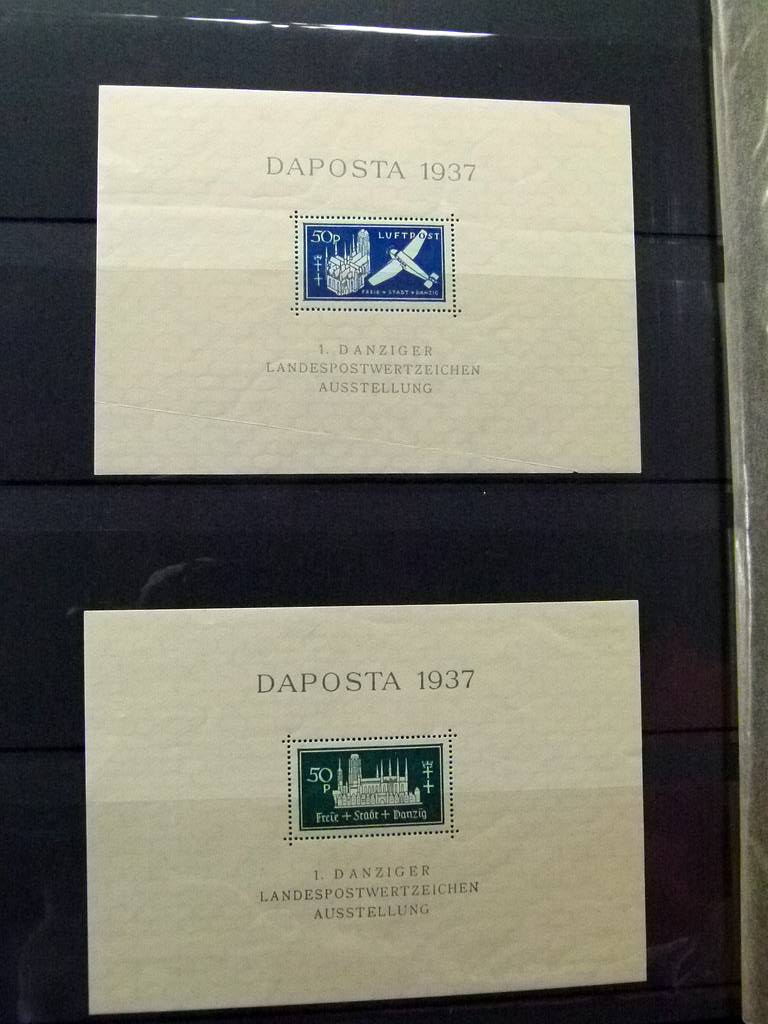 DAPOSTA 1937
50P
LUFTPOST
FREIE + STADT + DANZIG
1. DANZIGER
LANDESPOSTWERTZEICHEN
AUSSTELLUNG
DAPOSTA 1937
50
P
Freie + Stadt + Danzig
1. DANZIGER
LANDESPOSTWERTZEICHEN
AUSSTELLUNG